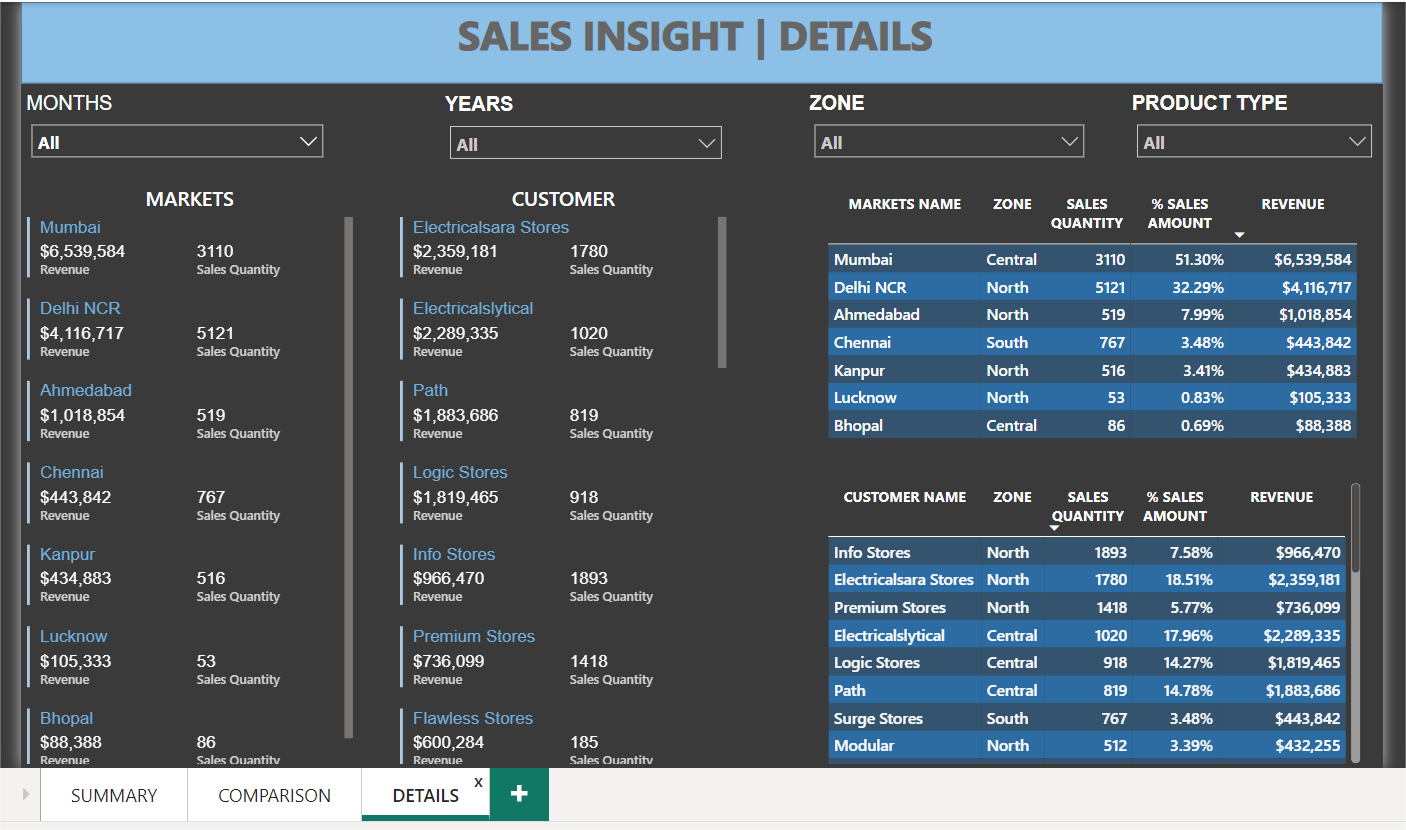 SALES INSIGHT | DETAILS
MONTHS
All
YEARS
All
ZONE
All
PRODUCT TYPE
All
MARKETS
Mumbai
$6,539,584 3110
Revenue Sales Quantity
Delhi NCR
$4,116,717 5121
Revenue Sales Quantity
Ahmedabad
$1,018,854 519
Revenue Sales Quantity
Chennai
$443,842 767
Revenue Sales Quantity
Kanpur
$434,883 516
Revenue Sales Quantity
Lucknow
$105,333 53
Revenue Sales Quantity
Bhopal
$88,388 86
Revenue Sales Quantity
CUSTOMER
Electricalsara Stores
$2,359,181 1780
Revenue Sales Quantity
Electricalslytical
$2,289,335 1020
Revenue Sales Quantity
Path
$1,883,686 819
Revenue Sales Quantity
Logic Stores
$1,819,465 918
Revenue Sales Quantity
Info Stores
$966,470 1893
Revenue Sales Quantity
Premium Stores
$736,099 1418
Revenue Sales Quantity
Flawless Stores
$600,284 185
Revenue Sales Quantity
MARKETS NAME ZONE SALES QUANTITY % SALES AMOUNT REVENUE
Mumbai Central 3110 51.30% $6,539,584
Delhi NCR North 5121 32.29% $4,116,717
Ahmedabad North 519 7.99% $1,018,854
Chennai South 767 3.48% $443,842
Kanpur North 516 3.41% $434,883
Lucknow North 53 0.83% $105,333
Bhopal Central 86 0.69% $88,388
CUSTOMER NAME ZONE SALES QUANTITY % SALES AMOUNT REVENUE
Info Stores North 1893 7.58% $966,470
Electricalsara Stores North 1780 18.51% $2,359,181
Premium Stores North 1418 5.77% $736,099
Electricalslytical Central 1020 17.96% $2,289,335
Logic Stores Central 918 14.27% $1,819,465
Path Central 819 14.78% $1,883,686
Surge Stores South 767 3.48% $443,842
Modular North 512 3.39% $432,255
SUMMARY COMPARISON DETAILS x +